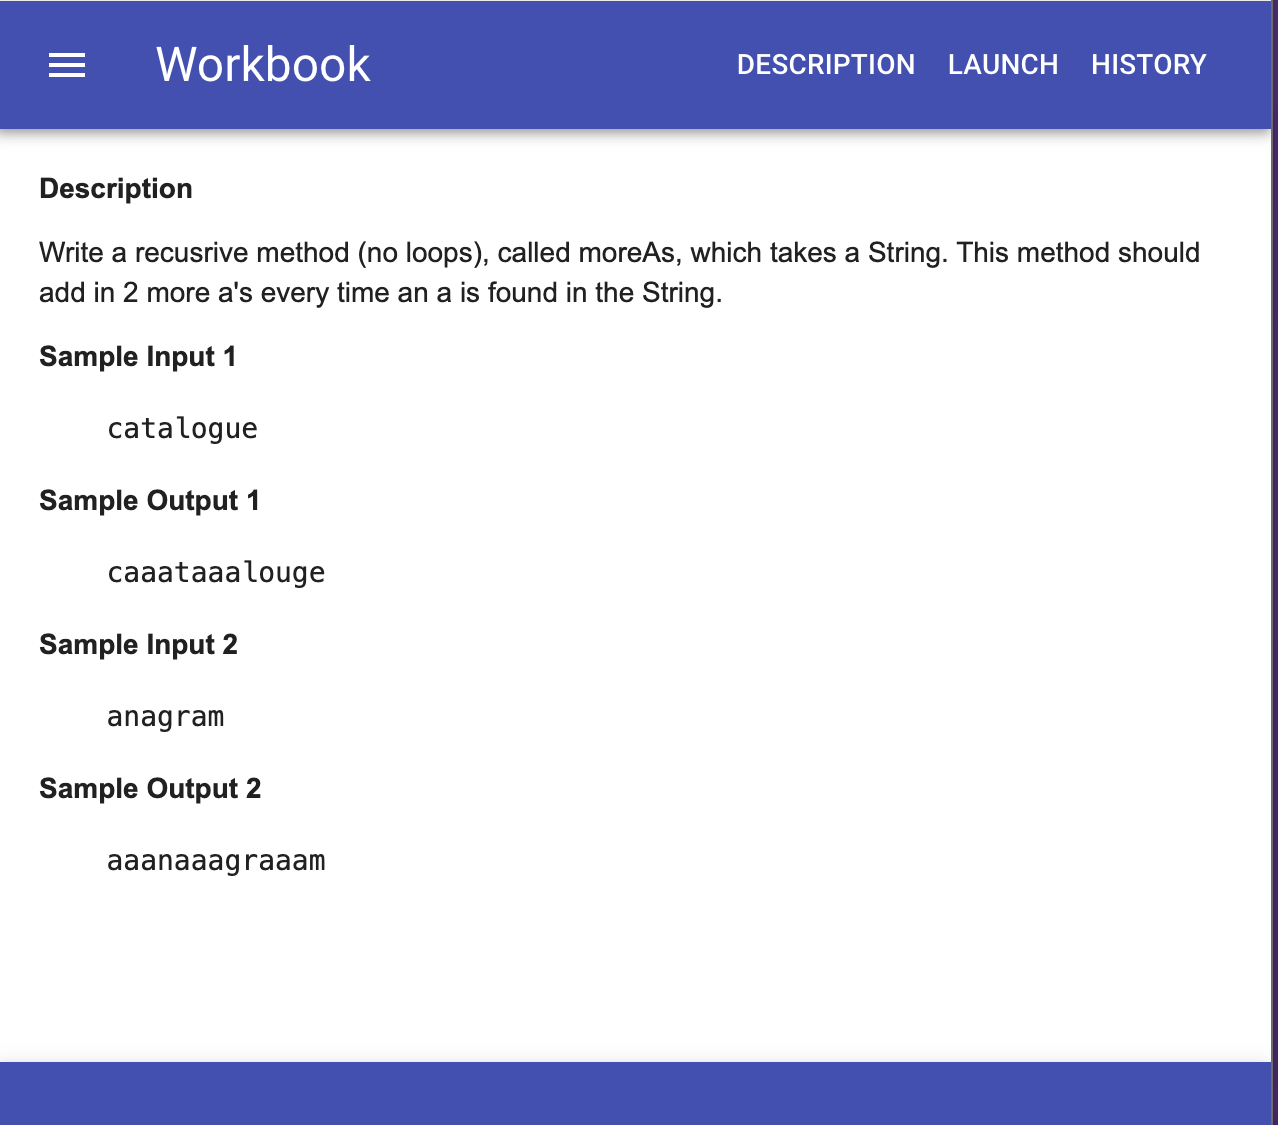 Workbook
DESCRIPTION LAUNCH HISTORY
Description
Write a recusrive method (no loops), called moreAs, which takes a String. This method should
add in 2 more a's every time an a is found in the String.
Sample Input 1
catalogue
Sample Output 1
caaataaalouge
Sample Input 2
anagram
Sample Output 2
aaanaaagraaam